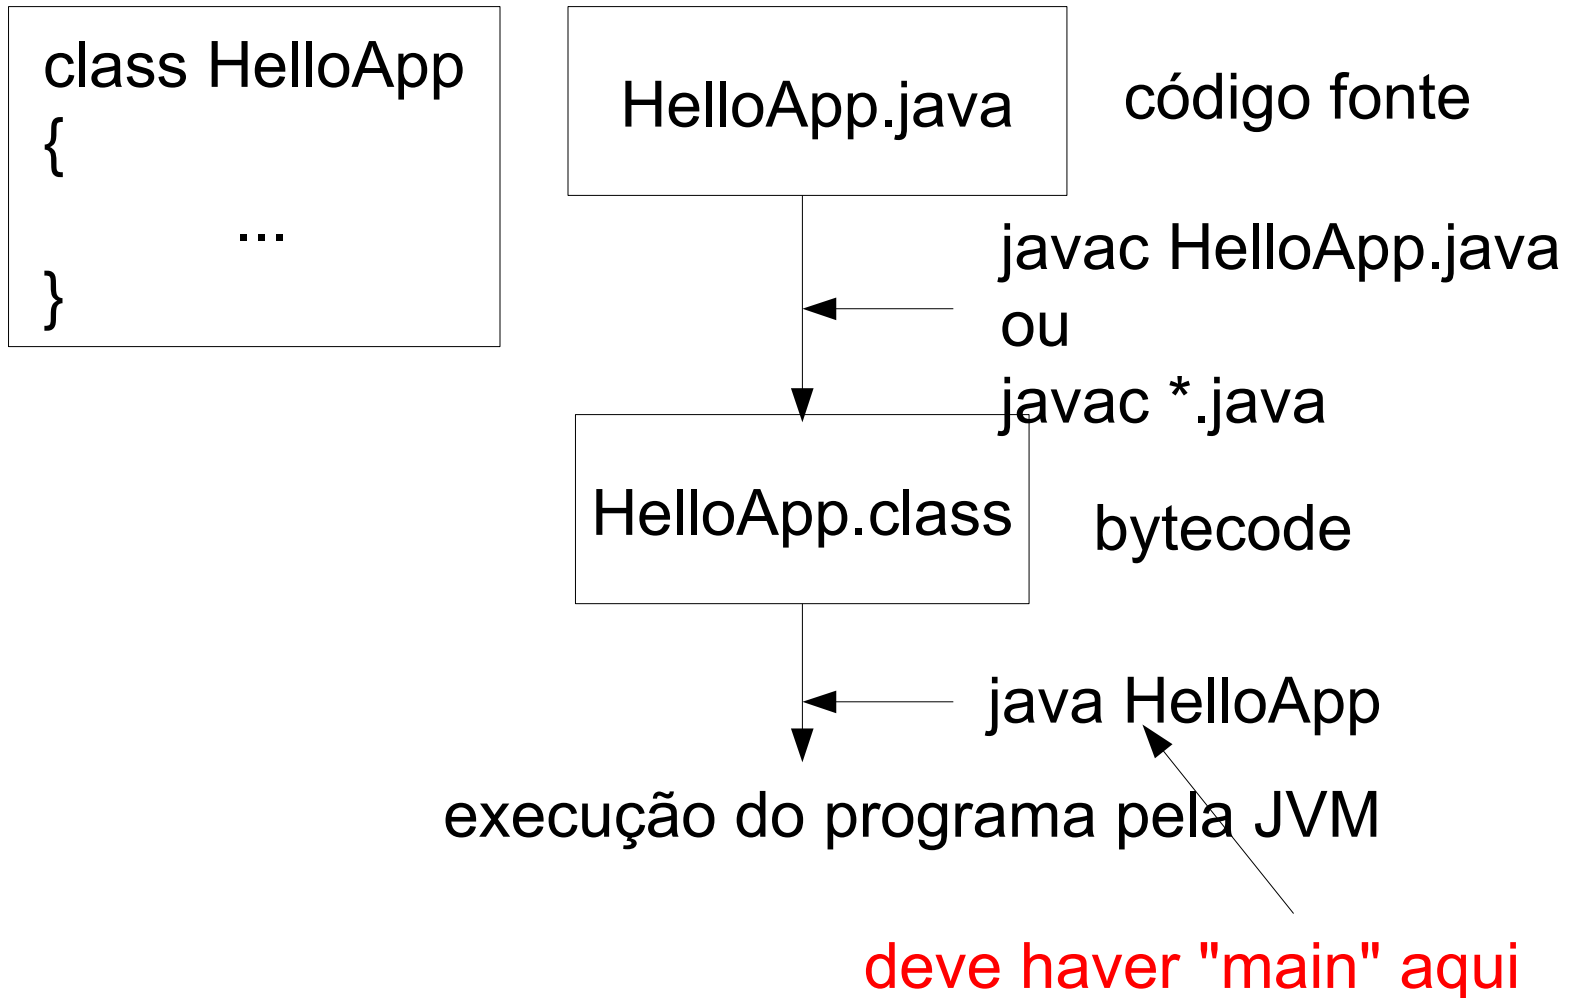 class HelloApp
{
...
}
HelloApp.java
código fonte
javac HelloApp.java
ou
javac *.java
HelloApp.class
bytecode
java HelloApp
execução do programa pela JVM
deve haver "main" aqui